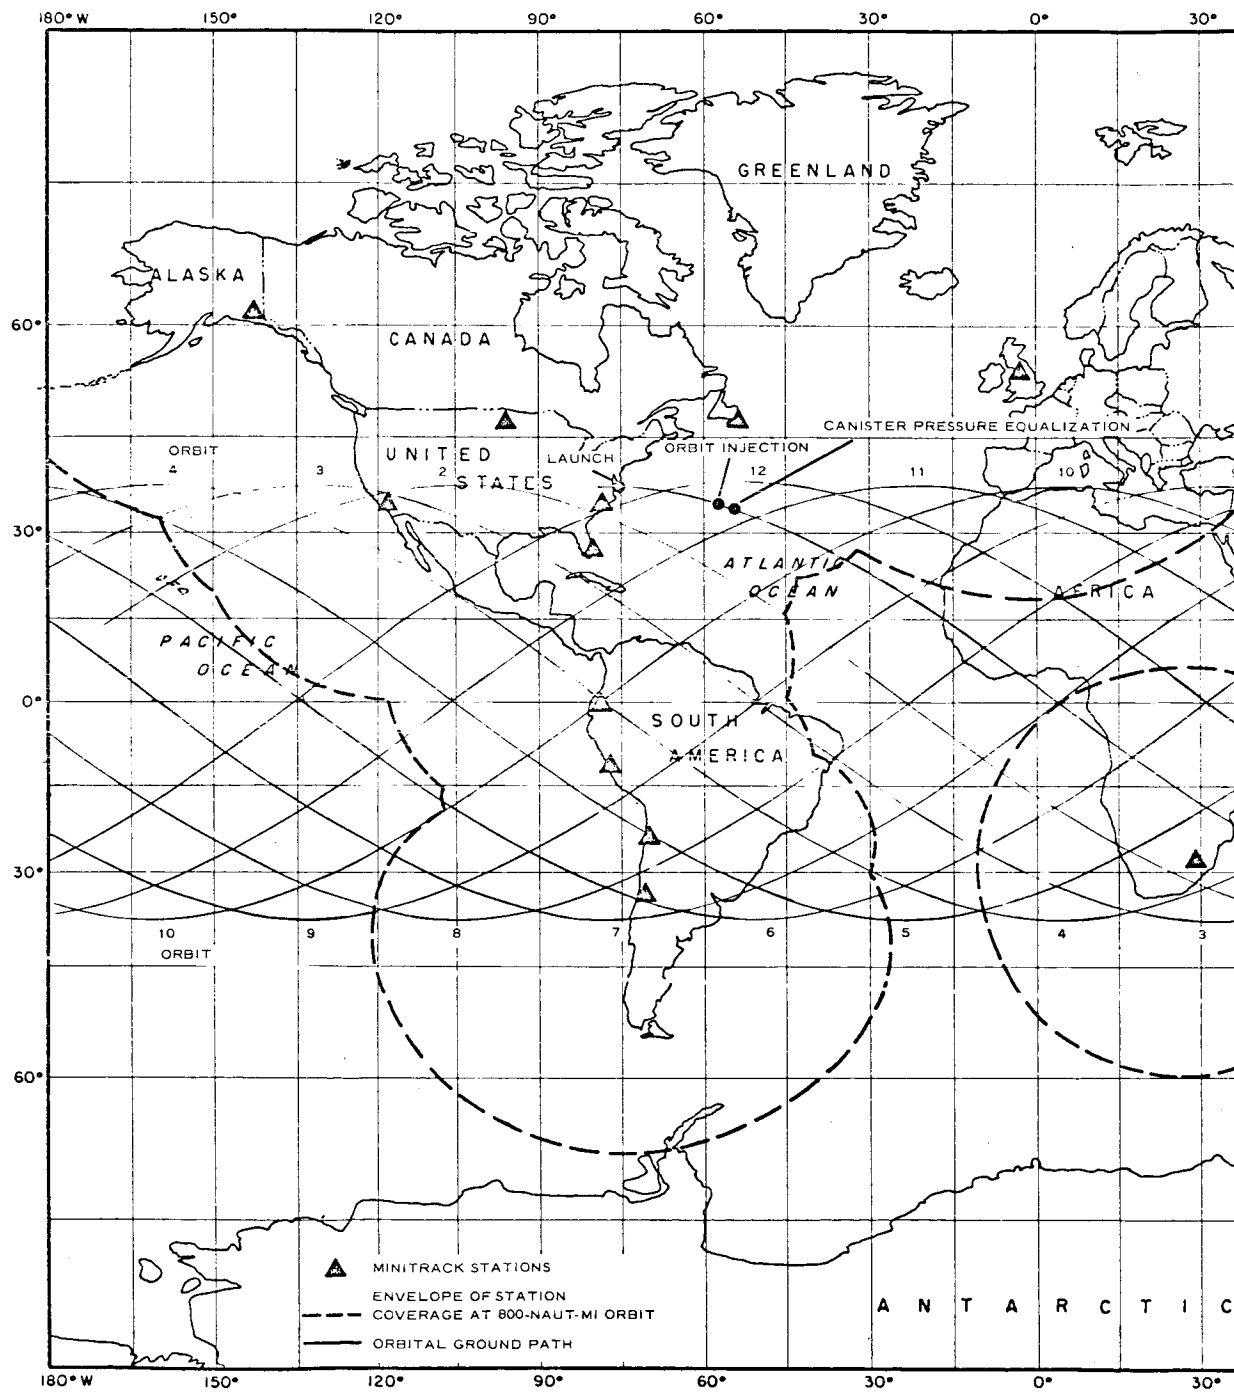 180° W 150° 120° 90° 60° 30° 0° 30°
GREENLAND
ALASKA
60°
CANADA
CANISTER PRESSURE EQUALIZATION
ORBIT
UNITED
LAUNCH
ORBIT INJECTION
4 3 2 12 11 10
STATES
30°
ATLANTIC
OCEAN
AFRICA
PACIFIC
OCEAN
0°
SOUTH
AMERICA
30°
10 9 8 7 6 5 4 3
ORBIT
60°
MINITRACK STATIONS
ENVELOPE OF STATION
COVERAGE AT 800-NAUT-MI ORBIT
ORBITAL GROUND PATH
ANTARCTIC
180° W 150° 120° 90° 60° 30° 0° 30°